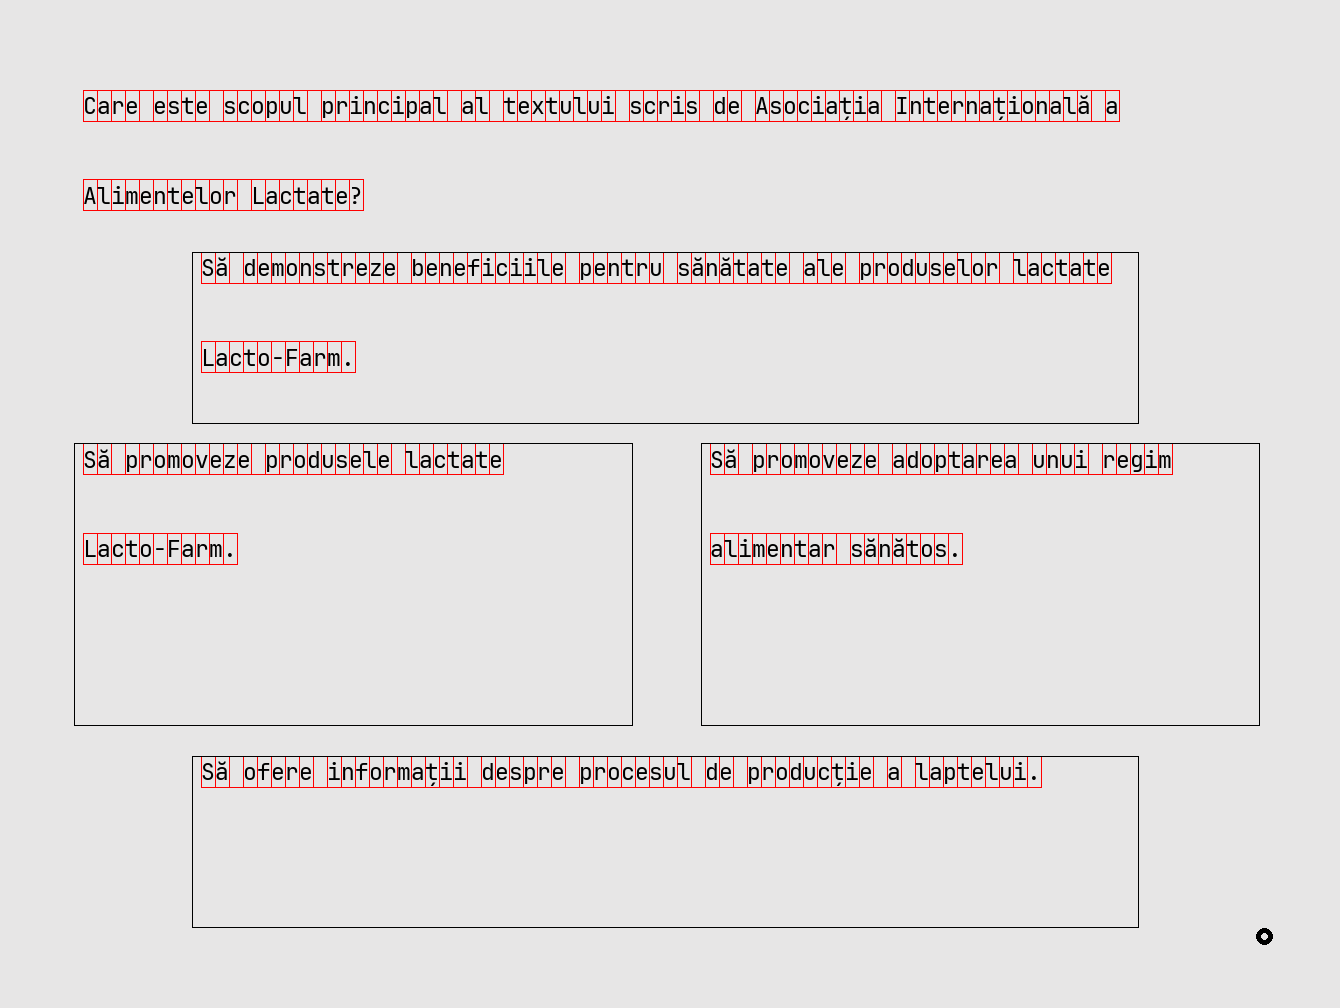 Care este scopul principal al textului scris de Asociația Internațională a
Alimentelor Lactate?
Să demonstreze beneficiile pentru sănătate ale produselor lactate
Lacto-Farm.
Să promoveze produsele lactate
Lacto-Farm.
Să promoveze adoptarea unui regim
alimentar sănătos.
Să ofere informații despre procesul de producție a laptelui.